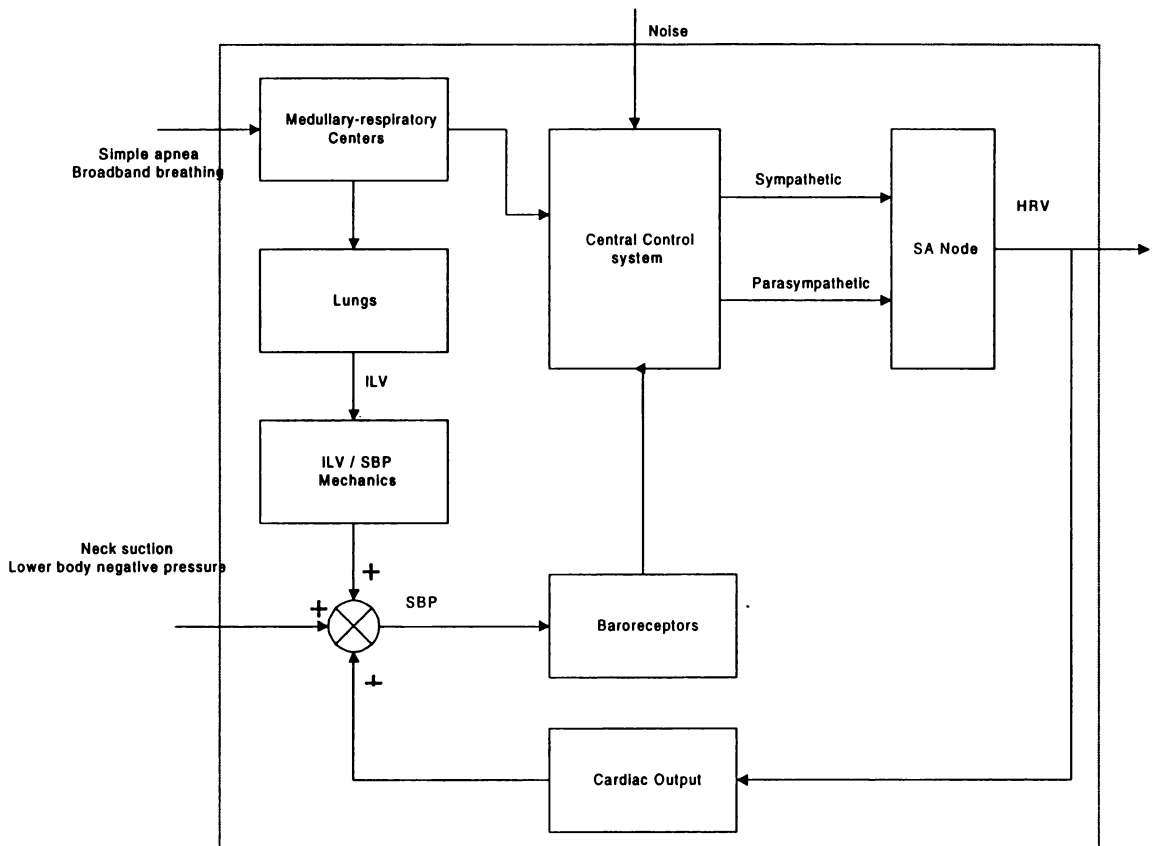 Noise
Medullary-respiratory
Centers
Simple apnea
Broadband breathing
Sympathetic
HRV
Central Control
system
SA Node
Parasympathetic
Lungs
ILV
ILV / SBP
Mechanics
Neck suction
Lower body negative pressure
+
+
SBP
Baroreceptors
+
Cardiac Output